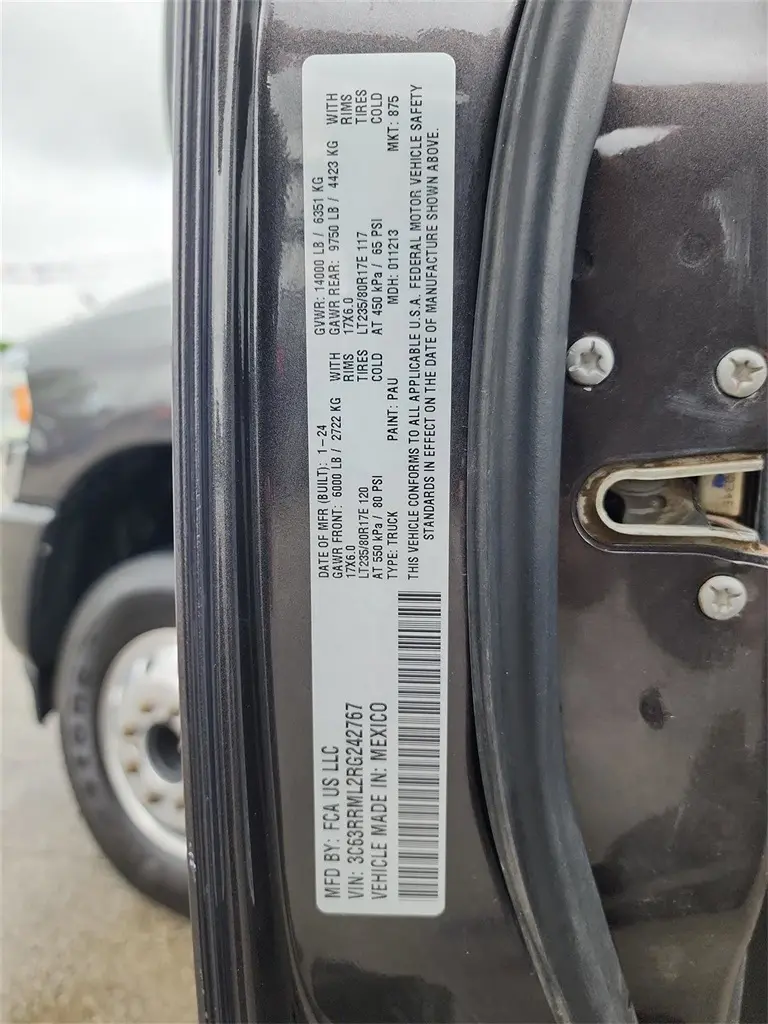 MFD BY: FCA US LLC
VIN: 3C63RRML2RG242767
VEHICLE MADE IN: MEXICO
DATE OF MFR (BUILT): 1-24 GVWR: 14000 LB / 6351 KG
GAWR FRONT: 6000 LB / 2722 KG WITH GAWR REAR: 9750 LB / 4423 KG WITH
17X6.0 RIMS 17X6.0 RIMS
LT235/80R17E 120 TIRES LT235/80R17E 117 TIRES
AT 550 kPa / 80 PSI COLD AT 450 kPa / 65 PSI COLD
TYPE: TRUCK PAINT: PAU MDH: 011213 MKT: 875
THIS VEHICLE CONFORMS TO ALL APPLICABLE U.S.A. FEDERAL MOTOR VEHICLE SAFETY
STANDARDS IN EFFECT ON THE DATE OF MANUFACTURE SHOWN ABOVE.